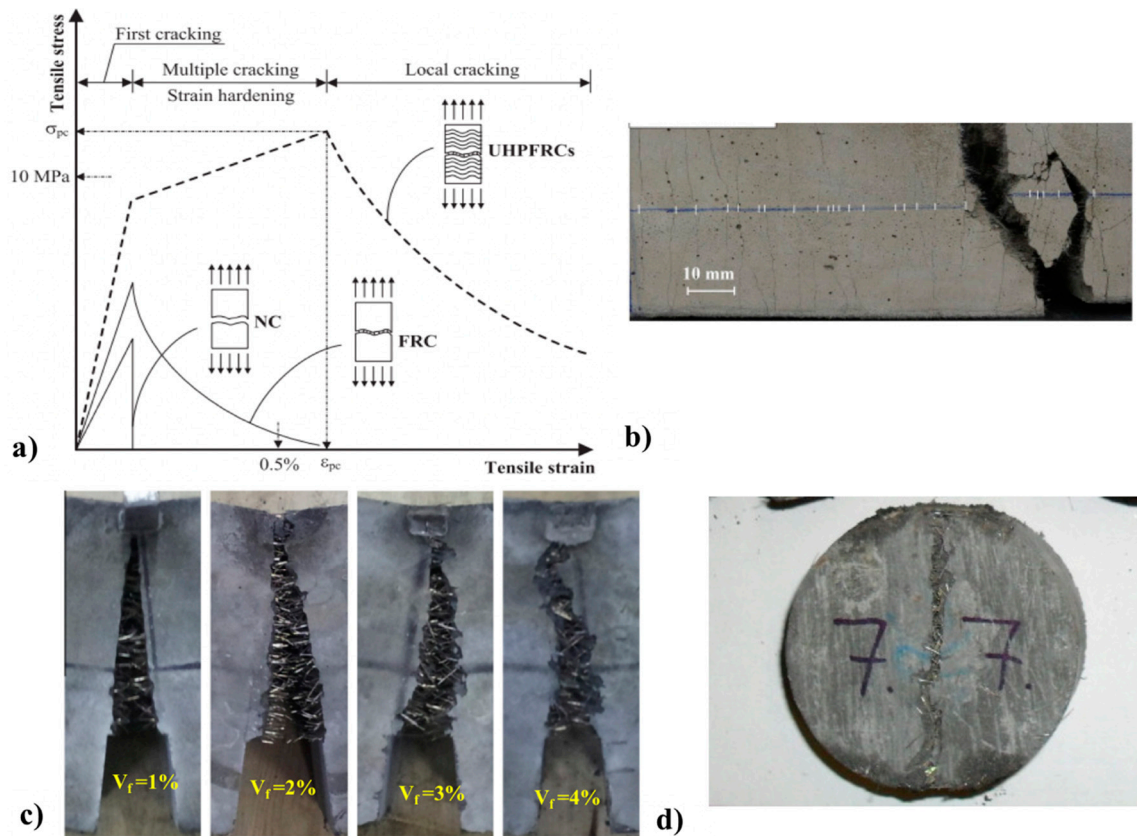 Tensile stress
First cracking
Multiple cracking
Strain hardening
Local cracking
σpc
10 MPa
UHPFRCs
NC
FRC
0.5%
εpc
Tensile strain
a)
10 mm
b)
Vf=1%
Vf=2%
Vf=3%
Vf=4%
c)
7 7
d)